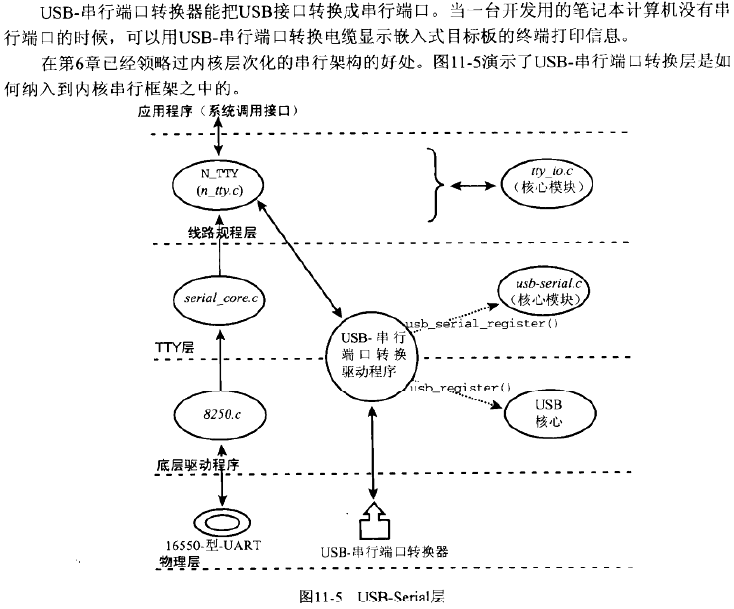 USB-串行端口转换器能把USB接口转换成串行端口。当一台开发用的笔记本计算机没有串
行端口的时候，可以用USB-串行端口转换电缆显示嵌入式目标板的终端打印信息。
在第6章已经领略过内核层次化的串行架构的好处。图11-5演示了USB-串行端口转换层是如
何纳入到内核串行框架之中的。
应用程序（系统调用接口）
N_TTY
(n_tty.c)
tty_io.c
(核心模块)
线路规程层
serial_core.c
usb-serial.c
(核心模块)
usb_serial_register()
USB-串行
端口转换
驱动程序
TTY层
usb_register()
8250.c
USB
核心
底层驱动程序
16550-型-UART
USB-串行端口转换器
物理层
图11-5 USB-Serial层